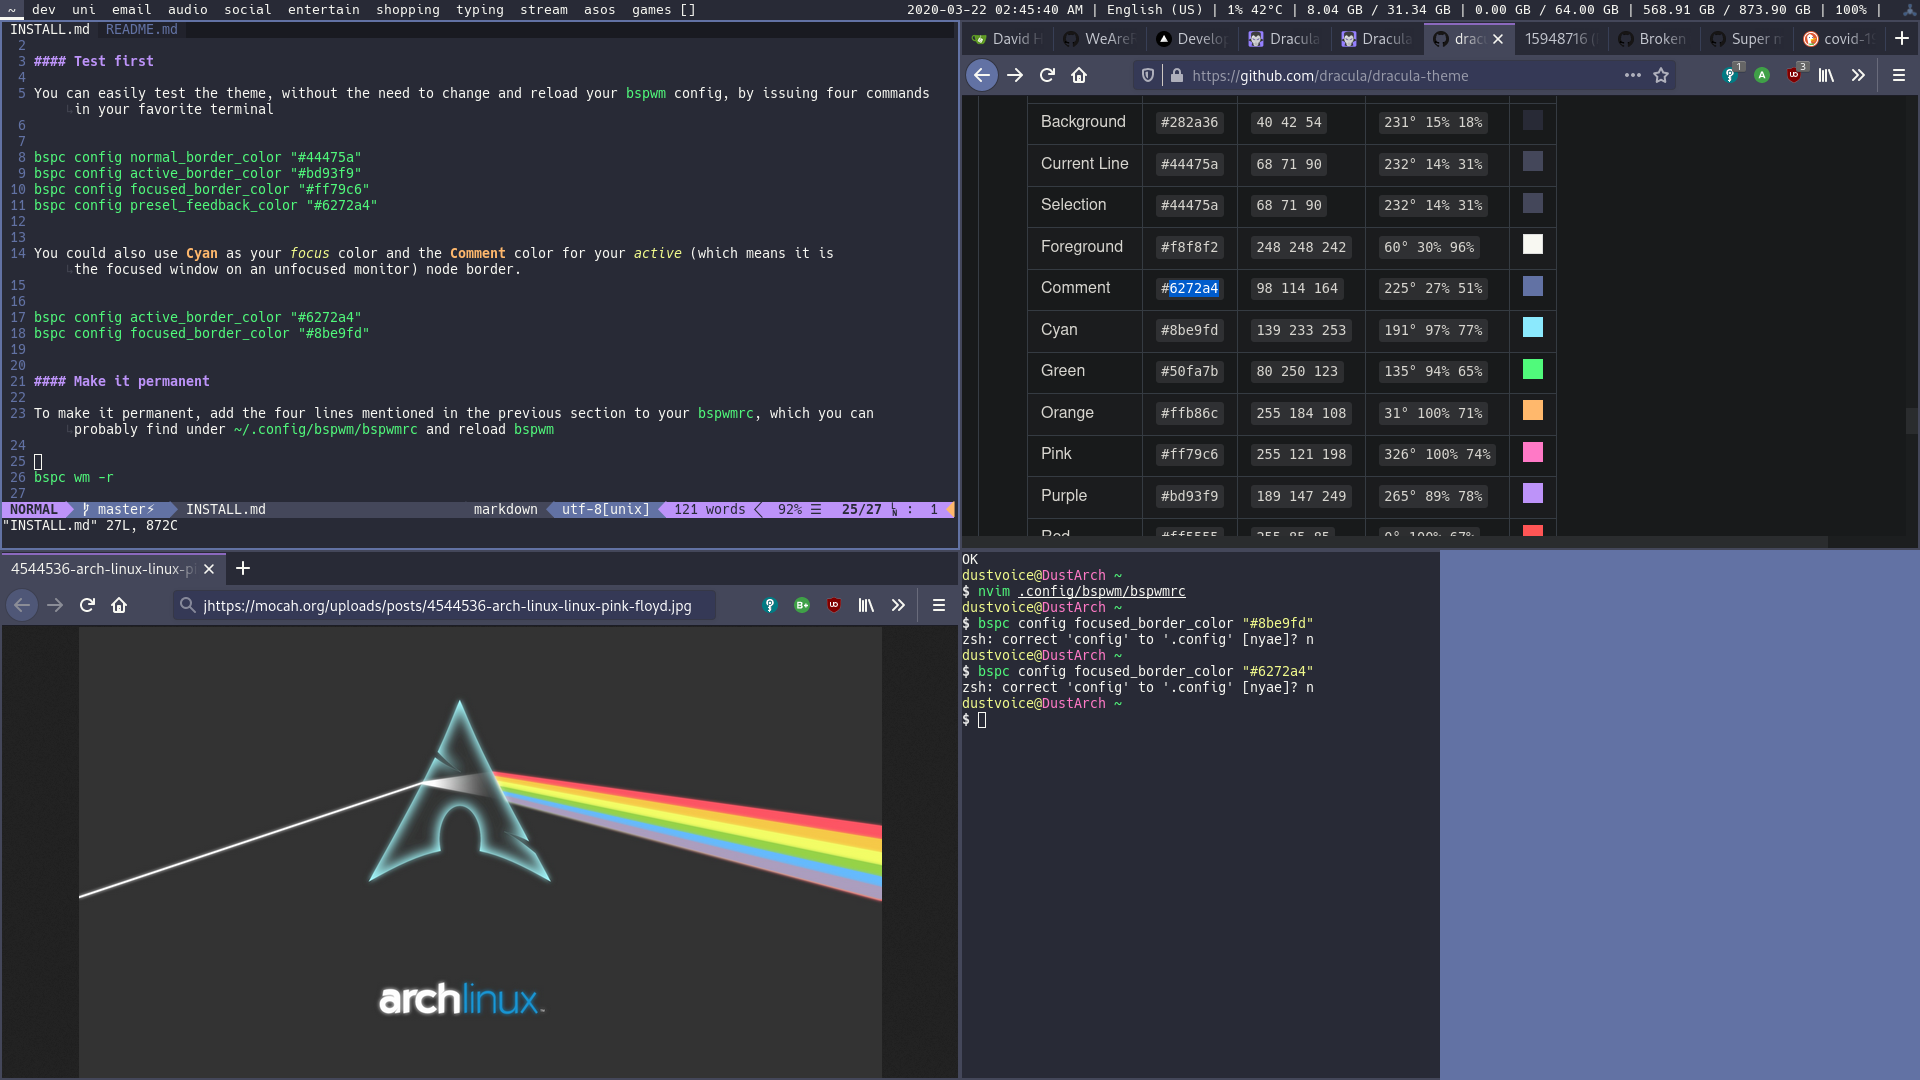 ~ dev uni email audio social entertain shopping typing stream asos games []
2020-03-22 02:45:40 AM | English (US) | 1% 42°C | 8.04 GB / 31.34 GB | 0.00 GB / 64.00 GB | 568.91 GB / 873.90 GB | 100% |
INSTALL.md README.md
2
3 #### Test first
4
5 You can easily test the theme, without the need to change and reload your bspwm config, by issuing four commands
in your favorite terminal
6
7
8 bspc config normal_border_color "#44475a"
9 bspc config active_border_color "#bd93f9"
10 bspc config focused_border_color "#ff79c6"
11 bspc config presel_feedback_color "#6272a4"
12
13
14 You could also use Cyan as your focus color and the Comment color for your active (which means it is
the focused window on an unfocused monitor) node border.
15
16
17 bspc config active_border_color "#6272a4"
18 bspc config focused_border_color "#8be9fd"
19
20
21 #### Make it permanent
22
23 To make it permanent, add the four lines mentioned in the previous section to your bspwmrc, which you can
probably find under ~/.config/bspwm/bspwmrc and reload bspwm
24
25
26 bspc wm -r
27
NORMAL master⚡ INSTALL.md markdown utf-8[unix] 121 words 92% ☰ 25/27 : 1
"INSTALL.md" 27L, 872C
David H WeAre Develo Dracula Dracula drac 15948716 ( Broken Super m covid-1
https://github.com/dracula/dracula-theme
1 A 3
Background #282a36 40 42 54 231° 15% 18%
Current Line #44475a 68 71 90 232° 14% 31%
Selection #44475a 68 71 90 232° 14% 31%
Foreground #f8f8f2 248 248 242 60° 30% 96%
Comment #6272a4 98 114 164 225° 27% 51%
Cyan #8be9fd 139 233 253 191° 97% 77%
Green #50fa7b 80 250 123 135° 94% 65%
Orange #ffb86c 255 184 108 31° 100% 71%
Pink #ff79c6 255 121 198 326° 100% 74%
Purple #bd93f9 189 147 249 265° 89% 78%
Red #ff5555 255 85 85 0° 100% 67%
4544536-arch-linux-linux-p
jhttps://mocah.org/uploads/posts/4544536-arch-linux-linux-pink-floyd.jpg
B+
archlinux
OK
dustvoice@DustArch ~
$ nvim .config/bspwm/bspwmrc
dustvoice@DustArch ~
$ bspc config focused_border_color "#8be9fd"
zsh: correct 'config' to '.config' [nyae]? n
dustvoice@DustArch ~
$ bspc config focused_border_color "#6272a4"
zsh: correct 'config' to '.config' [nyae]? n
dustvoice@DustArch ~
$